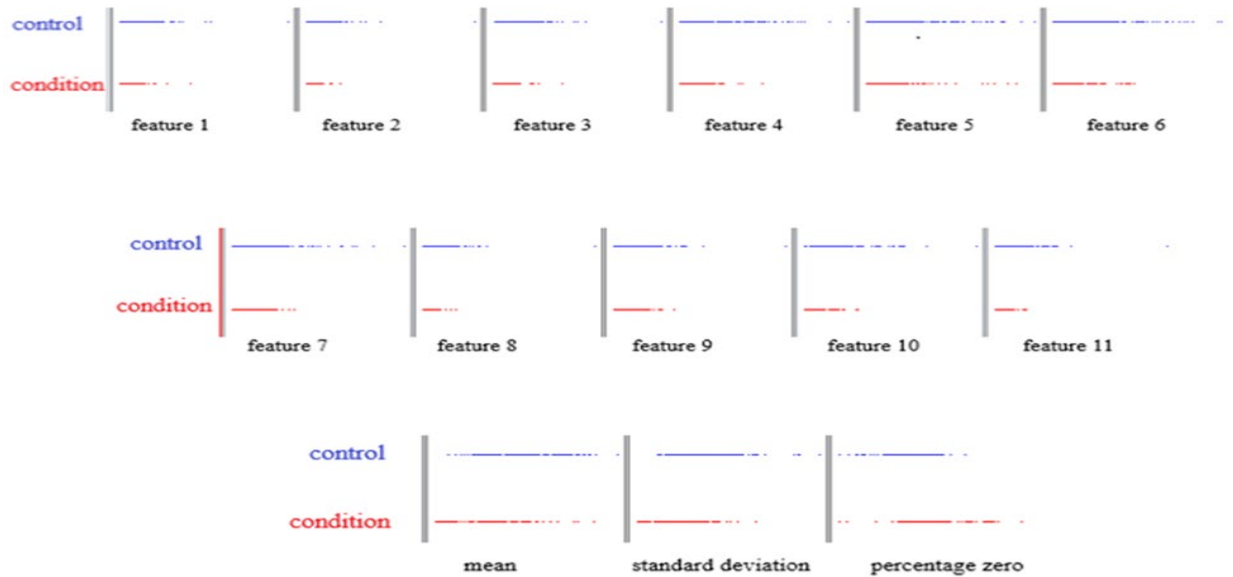 control
condition
feature 1 feature 2 feature 3 feature 4 feature 5 feature 6
control
condition
feature 7 feature 8 feature 9 feature 10 feature 11
control
condition
mean standard deviation percentage zero